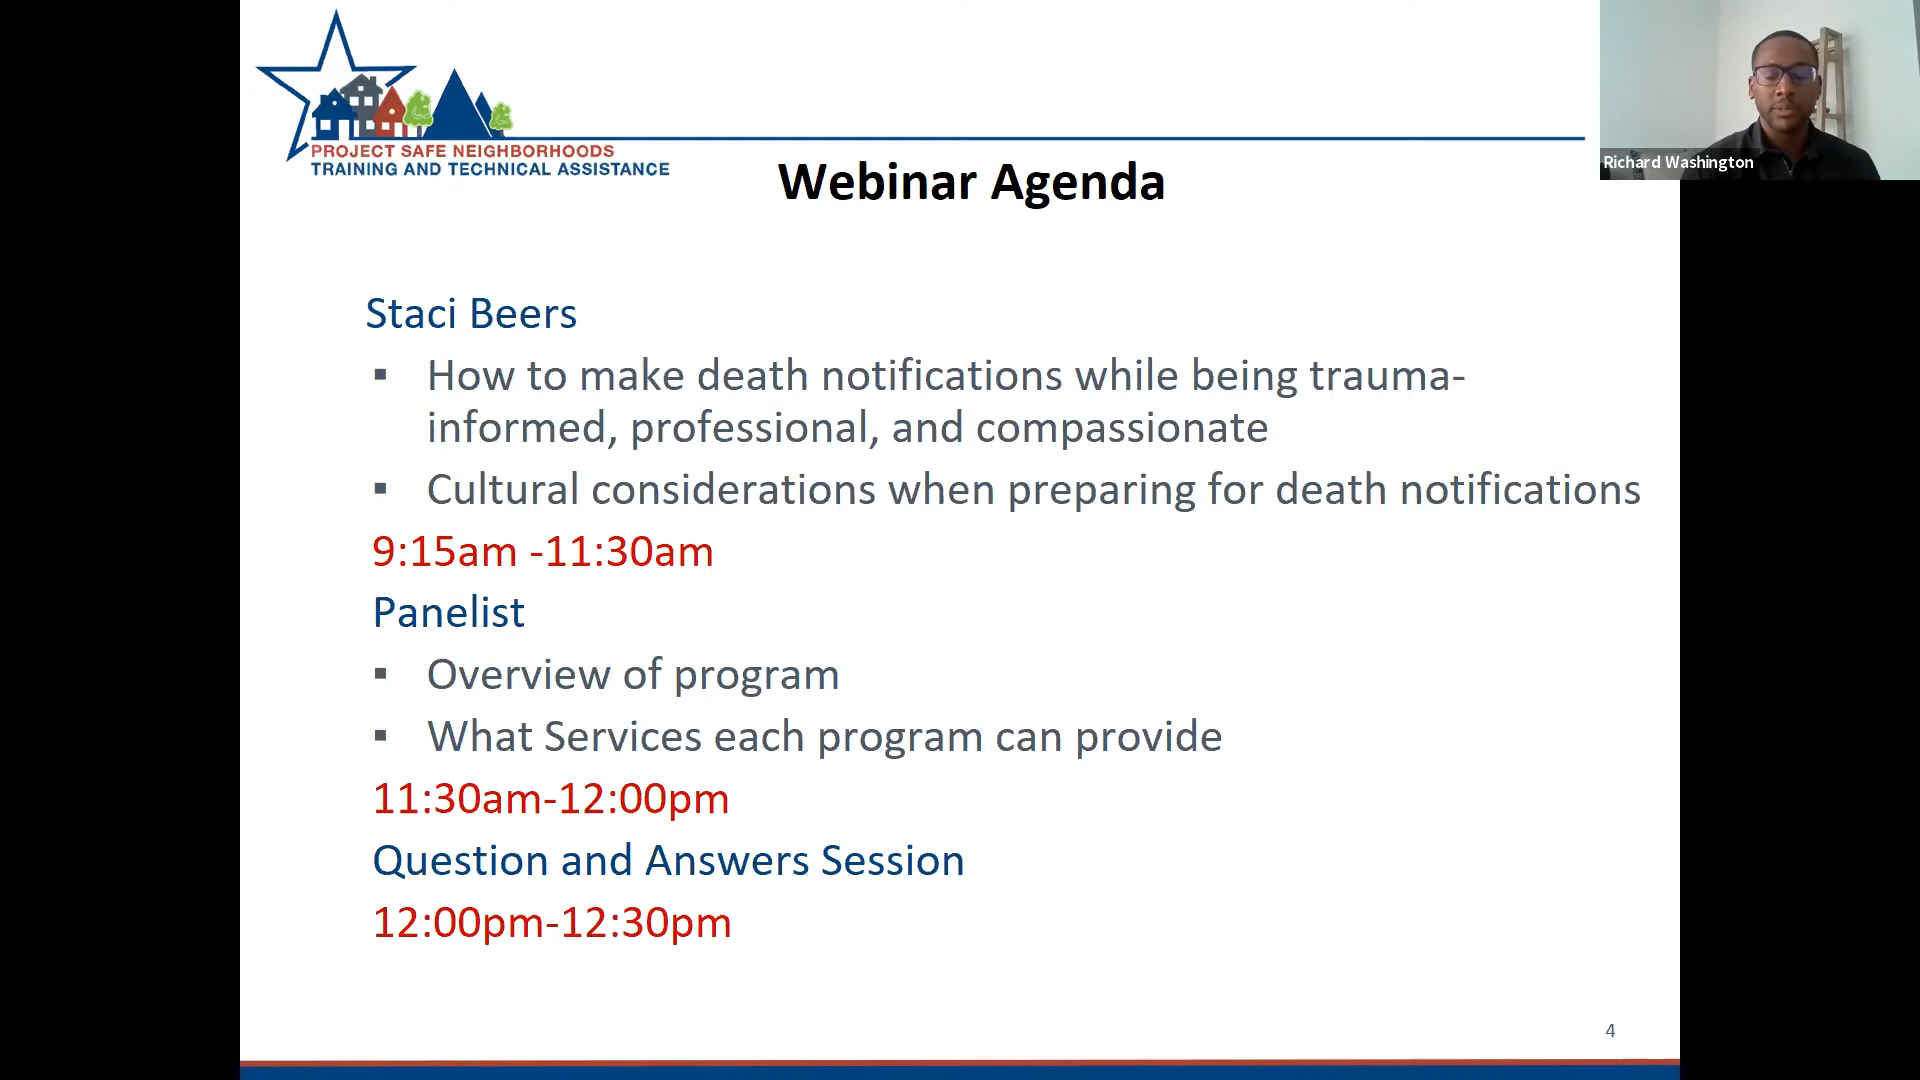 PROJECT SAFE NEIGHBORHOODS
TRAINING AND TECHNICAL ASSISTANCE
Richard Washington
Webinar Agenda
Staci Beers
▪ How to make death notifications while being trauma-
informed, professional, and compassionate
▪ Cultural considerations when preparing for death notifications
9:15am -11:30am
Panelist
▪ Overview of program
▪ What Services each program can provide
11:30am-12:00pm
Question and Answers Session
12:00pm-12:30pm
4